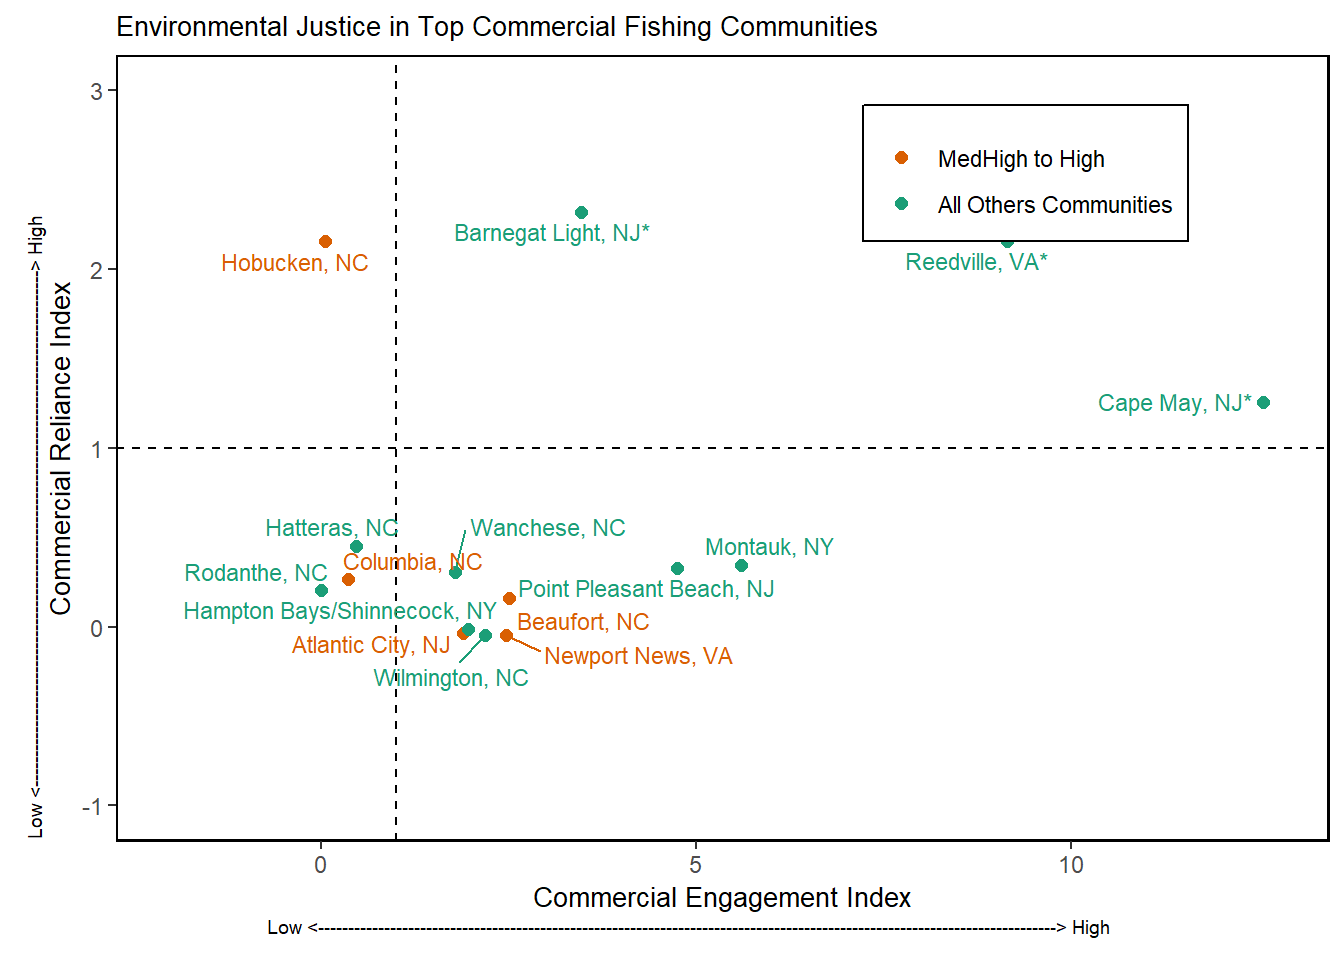 Environmental Justice in Top Commercial Fishing Communities
3
MedHigh to High
All Others Communities
Barnegat Light, NJ*
Hobucken, NC
Reedville, VA*
2
Cape May, NJ*
1
Hatteras, NC
Wanchese, NC
Montauk, NY
Columbia, NC
Rodanthe, NC
Point Pleasant Beach, NJ
Hampton Bays/Shinnecock, NY
Beaufort, NC
0
Atlantic City, NJ
Newport News, VA
Wilmington, NC
-1
0 5 10
Commercial Reliance Index
Low <--------------------------------------------------------------------------------------> High
Commercial Engagement Index
Low <---------------------------------------------------------------------------------------------------------------------------> High